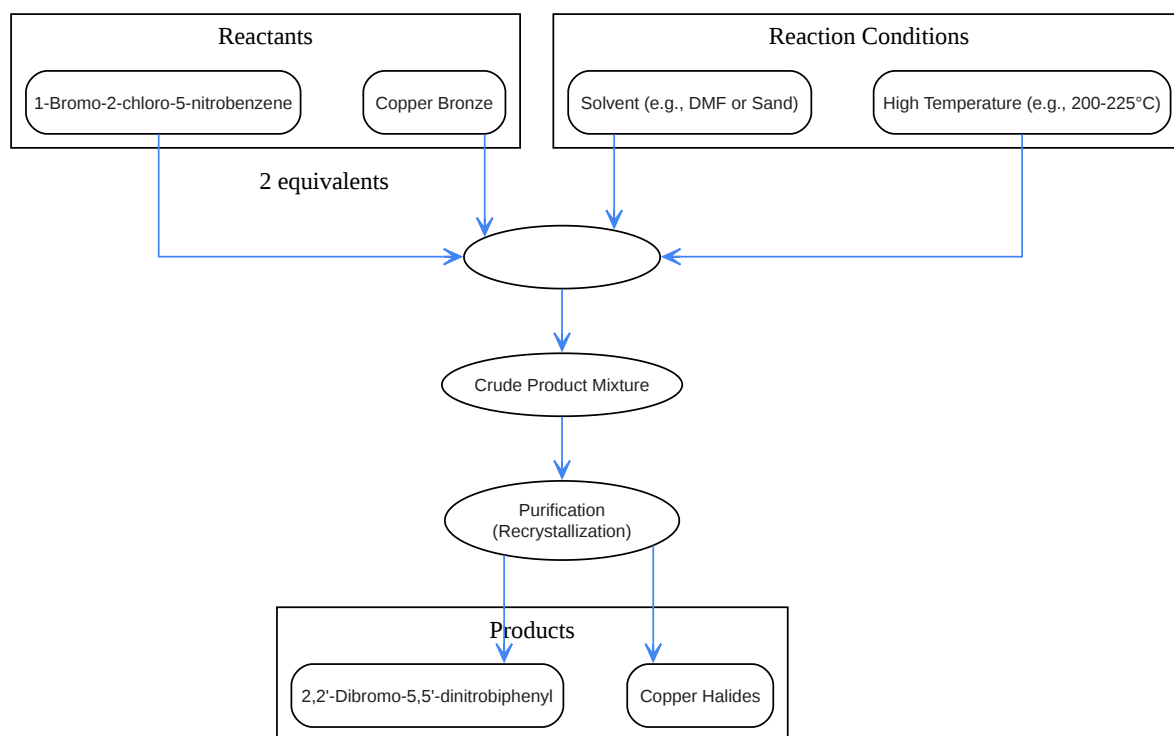 Reactants
Reaction Conditions
1-Bromo-2-chloro-5-nitrobenzene
Copper Bronze
Solvent (e.g., DMF or Sand)
High Temperature (e.g., 200-225°C)
2 equivalents
Crude Product Mixture
Purification
(Recrystallization)
Products
2,2'-Dibromo-5,5'-dinitrobiphenyl
Copper Halides